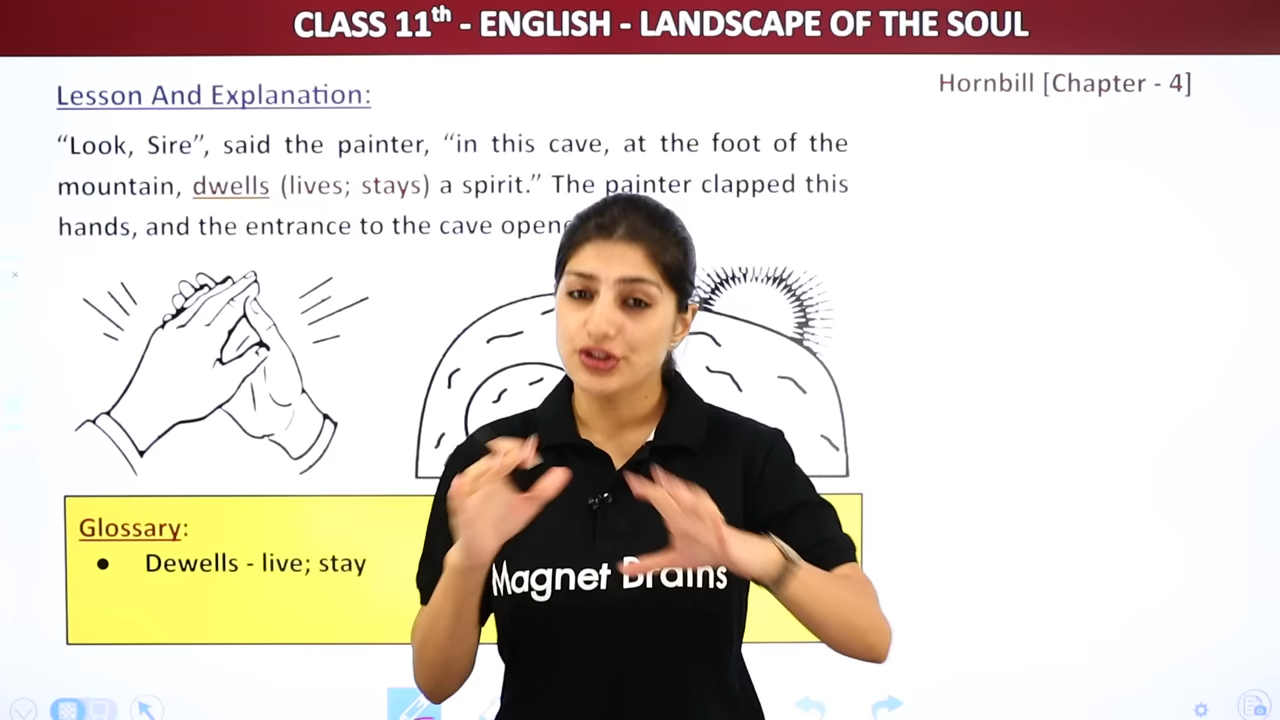 CLASS 11th - ENGLISH - LANDSCAPE OF THE SOUL
Hornbill [Chapter - 4]
Lesson And Explanation:
“Look, Sire”, said the painter, “in this cave, at the foot of the
mountain, dwells (lives; stays) a spirit.” The painter clapped this
hands, and the entrance to the cave
Glossary:
● Dewells - live; stay
Magnet Brains